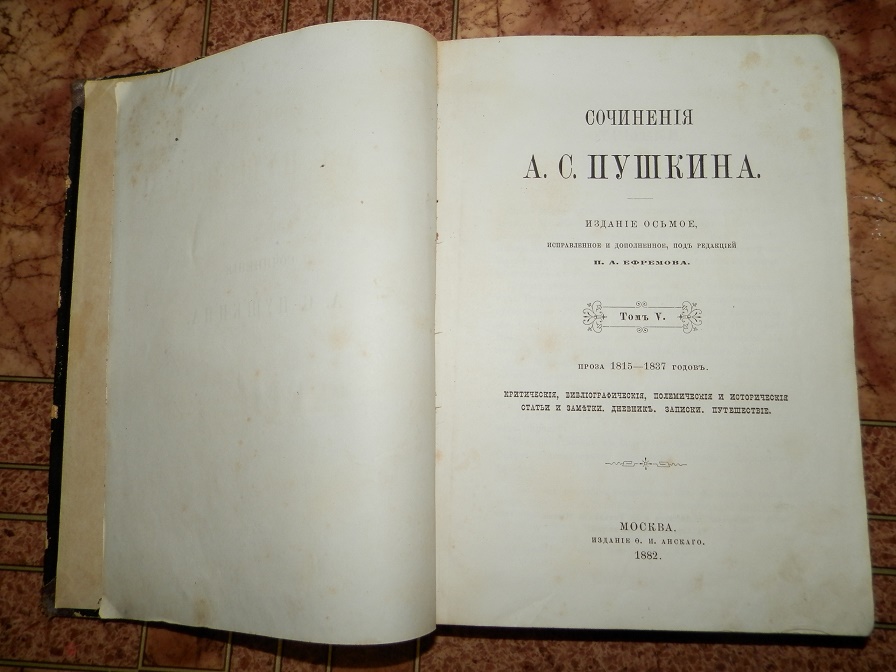 СОЧИНЕНІЯ
А. С. ПУШКИНА.
ИЗДАНІЕ ОСЬМОЕ,
ИСПРАВЛЕННОЕ И ДОПОЛНЕННОЕ, ПОДЪ РЕДАКЦІЕЙ
П. А. ЕФРЕМОВА.
Томъ V.
ПРОЗА 1815—1837 ГОДОВЪ.
КРИТИЧЕСКІЯ, БИБЛІОГРАФИЧЕСКІЯ, ПОЛЕМИЧЕСКІЯ И ИСТОРИЧЕСКІЯ
СТАТЬИ И ЗАМѢТКИ. ДНЕВНИКЪ. ЗАПИСКИ. ПУТЕШЕСТВІЕ.
МОСКВА.
ИЗДАНІЕ Ѳ. И. АНСКАГО.
1882.